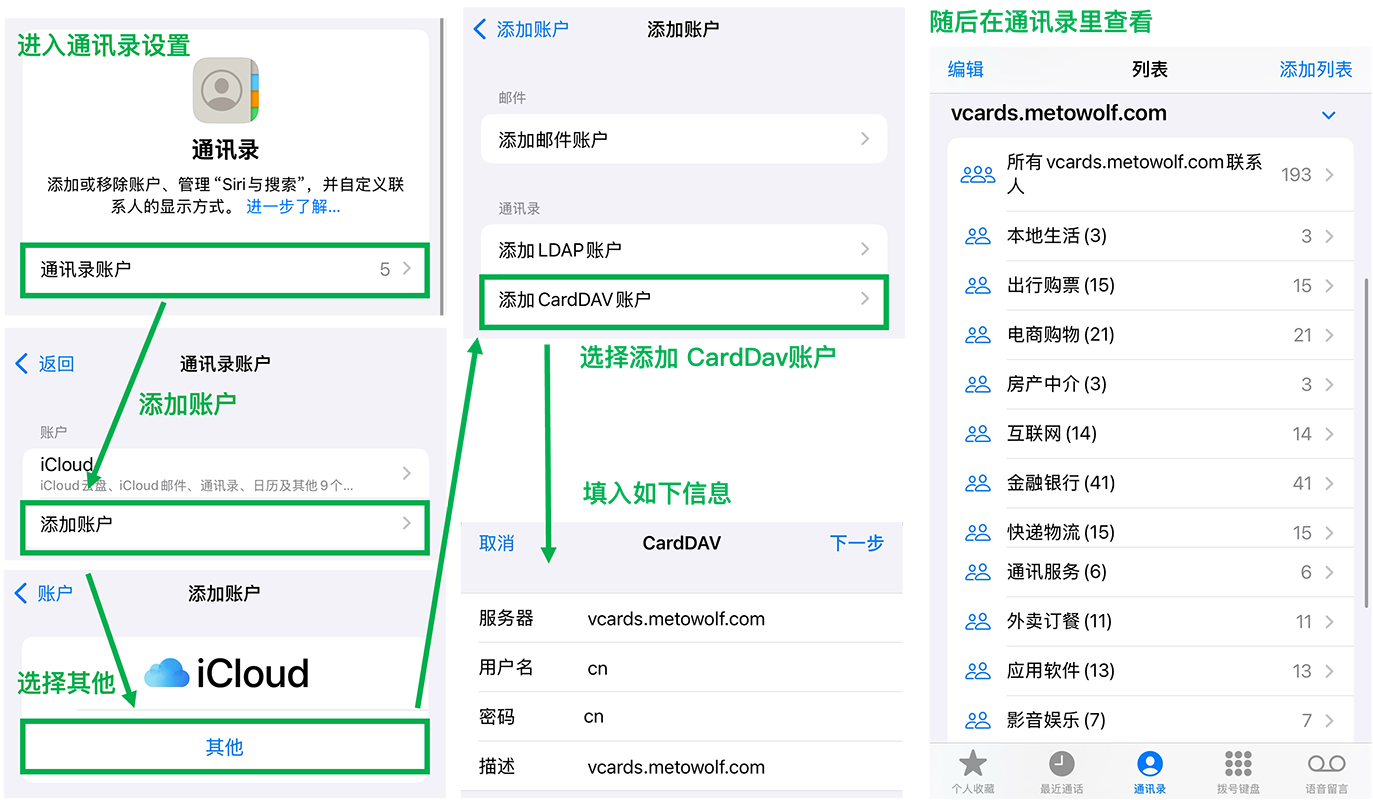 进入通讯录设置
通讯录
添加或移除账户、管理“Siri与搜索”，并自定义联
系人的显示方式。 进一步了解...
通讯录账户 5
返回 通讯录账户
添加账户
账户
iCloud
iCloud云盘、iCloud邮件、通讯录、日历及其他9个...
添加账户
账户 添加账户
选择其他
iCloud
其他
添加账户 添加账户
邮件
添加邮件账户
通讯录
添加LDAP账户
添加CardDAV账户
选择添加 CardDav账户
填入如下信息
取消 CardDAV 下一步
服务器 vcards.metowolf.com
用户名 cn
密码 cn
描述 vcards.metowolf.com
随后在通讯录里查看
编辑 列表 添加列表
vcards.metowolf.com
所有vcards.metowolf.com联系
人 193
本地生活(3) 3
出行购票(15) 15
电商购物(21) 21
房产中介(3) 3
互联网(14) 14
金融银行(41) 41
快递物流(15) 15
通讯服务(6) 6
外卖订餐(11) 11
应用软件(13) 13
影音娱乐(7) 7
个人收藏 最近通话 通讯录 拨号键盘 语音留言